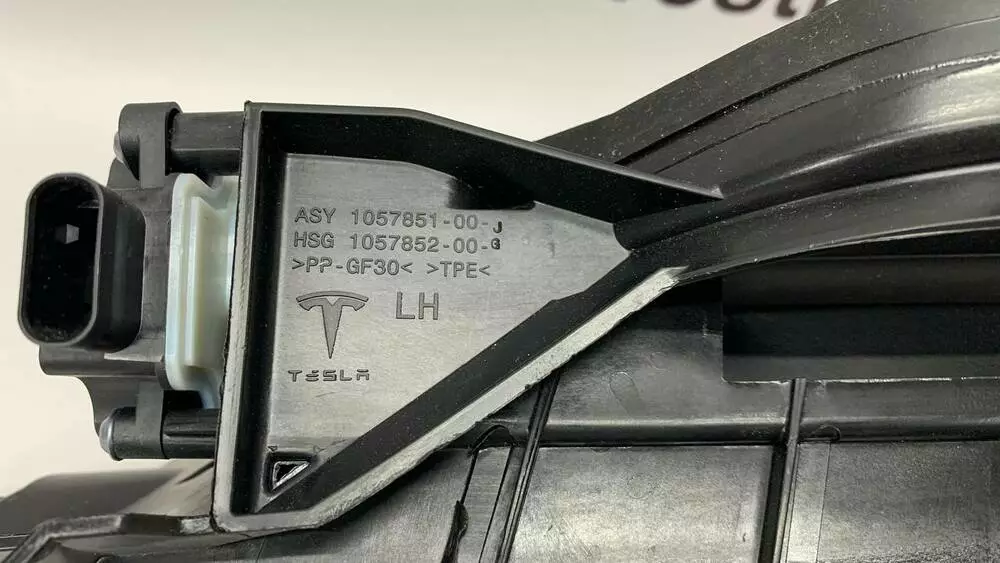 ASY 1057851-00-J
HSG 1057852-00-G
>PP-GF30< >TPE<
LH
TESLA